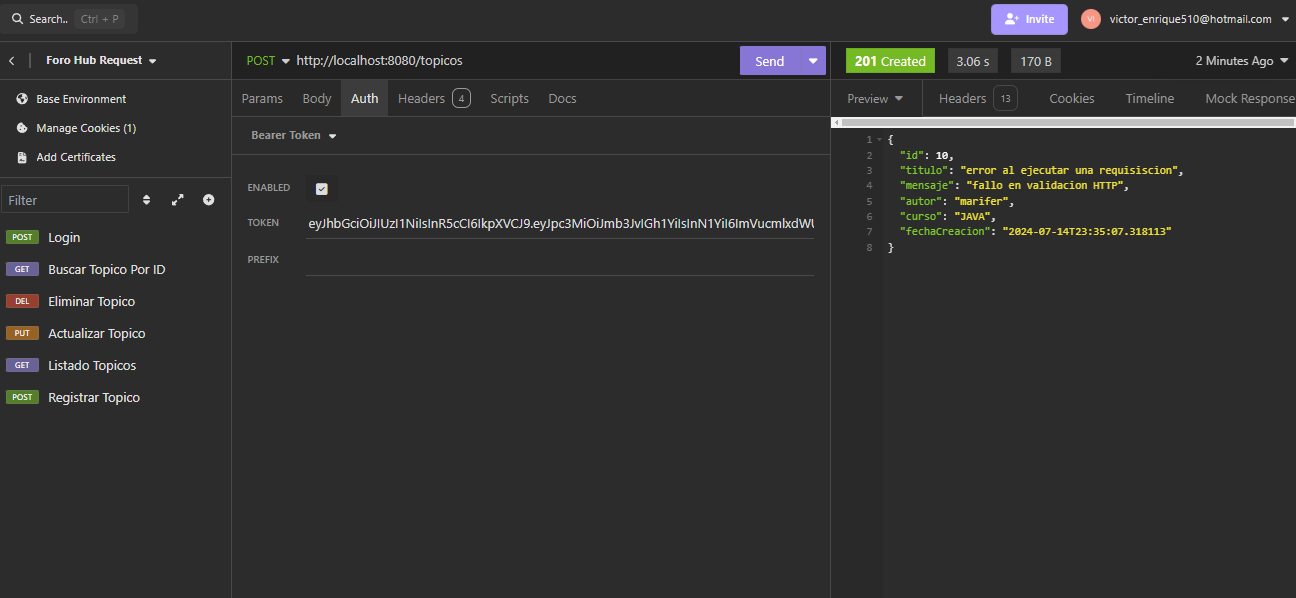 Search.. Ctrl + P
Invite
VI victor_enrique510@hotmail.com
Foro Hub Request
Base Environment
Manage Cookies (1)
Add Certificates
Filter
POST Login
GET Buscar Topico Por ID
DEL Eliminar Topico
PUT Actualizar Topico
GET Listado Topicos
POST Registrar Topico
POST http://localhost:8080/topicos
Send
Params Body Auth Headers 4 Scripts Docs
Bearer Token
ENABLED
TOKEN eyJhbGciOiJIUzI1NiIsInR5cCI6IkpXVCJ9.eyJpc3MiOiJmb3JvIGh1YiIsInN1YiI6ImVucmlxdWU
PREFIX
201 Created 3.06 s 170 B 2 Minutes Ago
Preview Headers 13 Cookies Timeline Mock Response
1 {
2 "id": 10,
3 "titulo": "error al ejecutar una requisiscion",
4 "mensaje": "fallo en validacion HTTP",
5 "autor": "marifer",
6 "curso": "JAVA",
7 "fechaCreacion": "2024-07-14T23:35:07.318113"
8 }